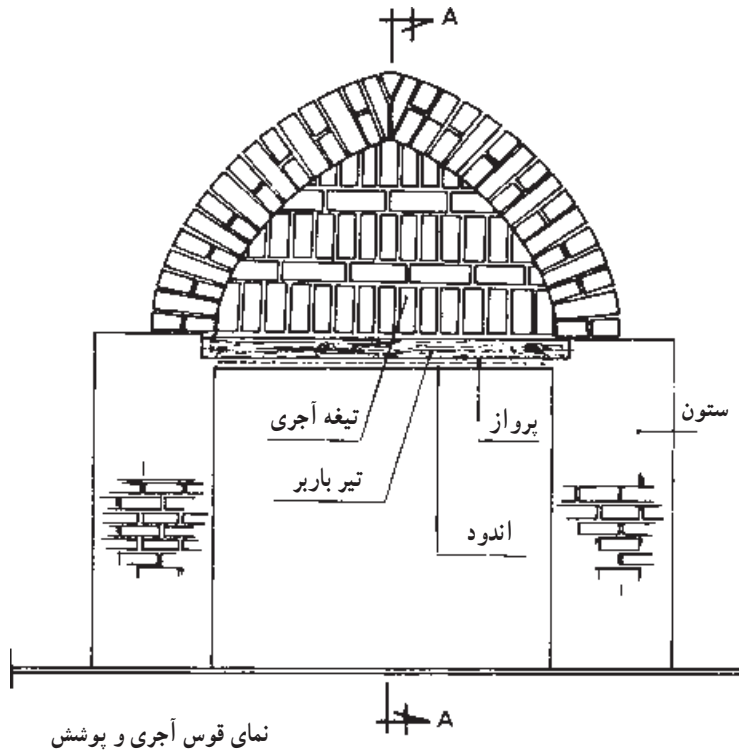 A
ستون
پرواز
تیغه آجری
تیر باربر
اندود
A
نمای قوس آجری و پوشش